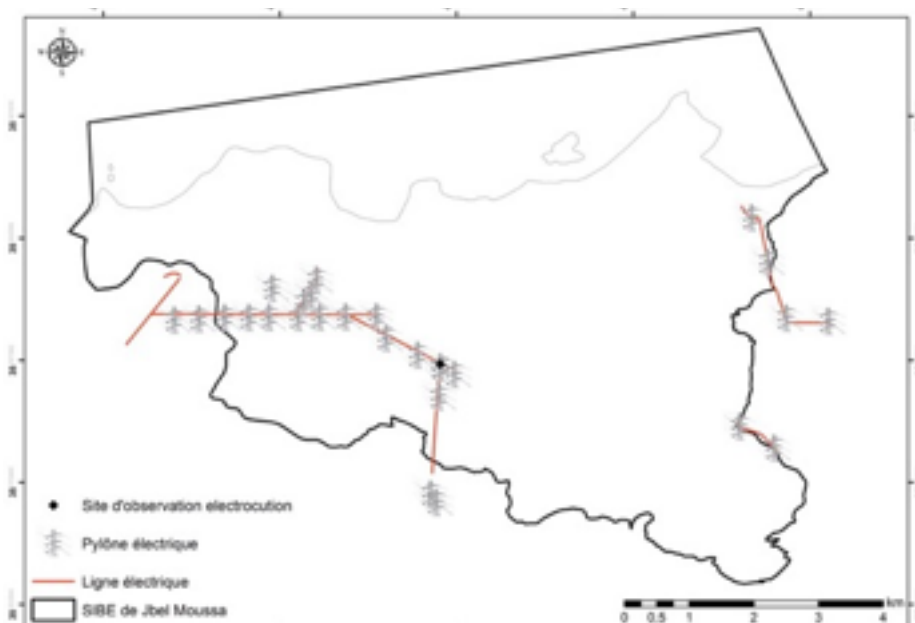 Site d'observation electrocution
Pylône électrique
Ligne électrique
SIBE de Jbel Moussa
km
0 0.5 1 2 3 4